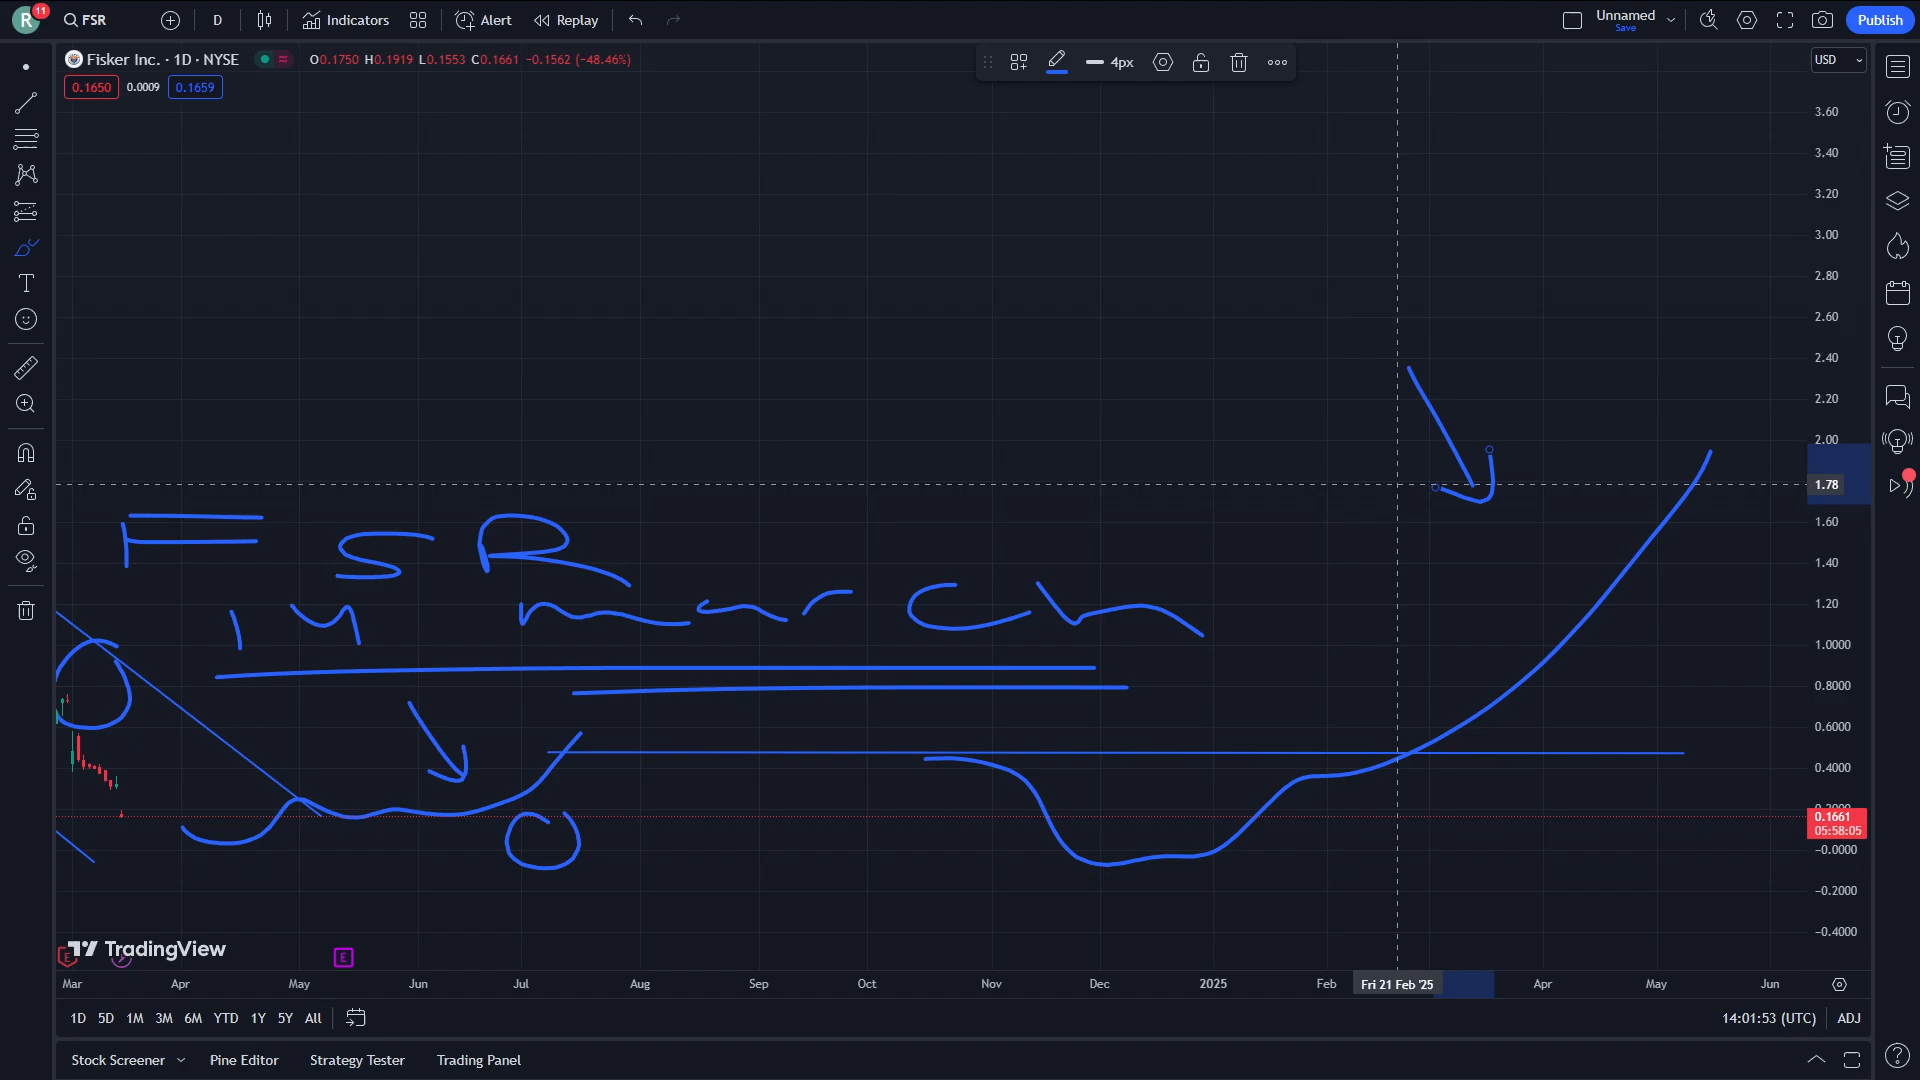 R 11 FSR D Indicators Alert Replay Unnamed Save Publish
Fisker Inc. · 1D · NYSE O0.1750 H0.1919 L0.1553 C0.1661 −0.1562 (−48.46%) 4px USD
0.1650 0.0009 0.1659
3.60
3.40
3.20
3.00
2.80
2.60
2.40
2.20
2.00
1.78
1.60
1.40
1.20
1.0000
0.8000
0.6000
0.4000
0.1661
05:58:05
−0.0000
−0.2000
−0.4000
F S R
TradingView
E E
Mar Apr May Jun Jul Aug Sep Oct Nov Dec 2025 Feb Fri 21 Feb '25 Apr May Jun
1D 5D 1M 3M 6M YTD 1Y 5Y All 14:01:53 (UTC) ADJ
Stock Screener Pine Editor Strategy Tester Trading Panel